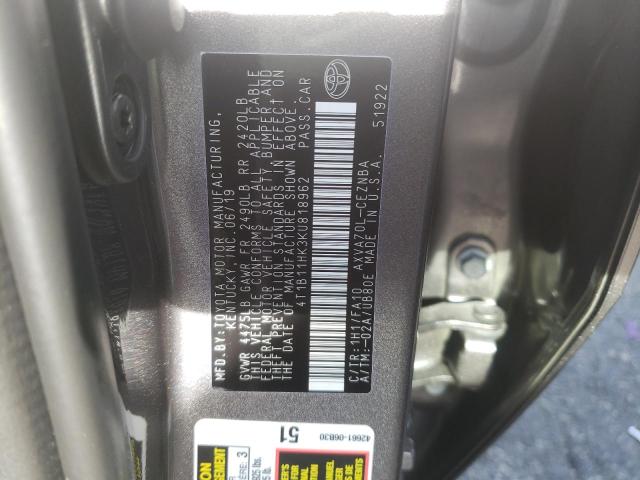 MFD.BY:TOYOTA MOTOR MANUFACTURING,
KENTUCKY, INC. 06/19
GVWR 4475LB GAWR FR 2490LB RR 2420LB
THIS VEHICLE CONFORMS TO ALL APPLICABLE
FEDERAL MOTOR VEHICLE SAFETY BUMPER AND
THEFT PREVENTION STANDARDS IN EFFECT ON
THE DATE OF MANUFACTURE SHOWN ABOVE.
4T1B11HK3KU818962 PASS.CAR
C/TR:1H1/FA10 AXVA70L-CEZNBA
A/TM:-02A/UB80E MADE IN U.S.A. 51922
51
42661-06B30